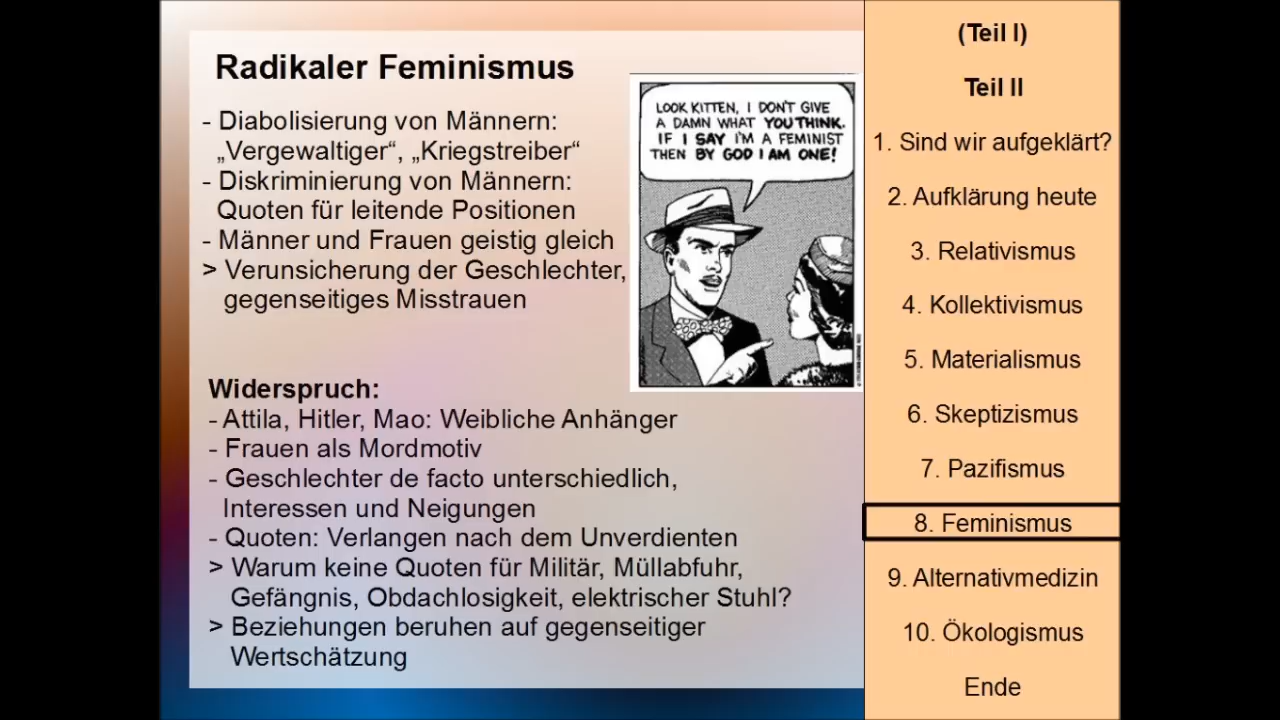 Radikaler Feminismus
- Diabolisierung von Männern:
„Vergewaltiger“, „Kriegstreiber“
- Diskriminierung von Männern:
Quoten für leitende Positionen
- Männer und Frauen geistig gleich
> Verunsicherung der Geschlechter,
gegenseitiges Misstrauen
LOOK KITTEN, I DON'T GIVE
A DAMN WHAT YOU THINK.
IF I SAY I'M A FEMINIST
THEN BY GOD I AM ONE!
Widerspruch:
- Attila, Hitler, Mao: Weibliche Anhänger
- Frauen als Mordmotiv
- Geschlechter de facto unterschiedlich,
Interessen und Neigungen
- Quoten: Verlangen nach dem Unverdienten
> Warum keine Quoten für Militär, Müllabfuhr,
Gefängnis, Obdachlosigkeit, elektrischer Stuhl?
> Beziehungen beruhen auf gegenseitiger
Wertschätzung
(Teil I)
Teil II
1. Sind wir aufgeklärt?
2. Aufklärung heute
3. Relativismus
4. Kollektivismus
5. Materialismus
6. Skeptizismus
7. Pazifismus
8. Feminismus
9. Alternativmedizin
10. Ökologismus
Ende